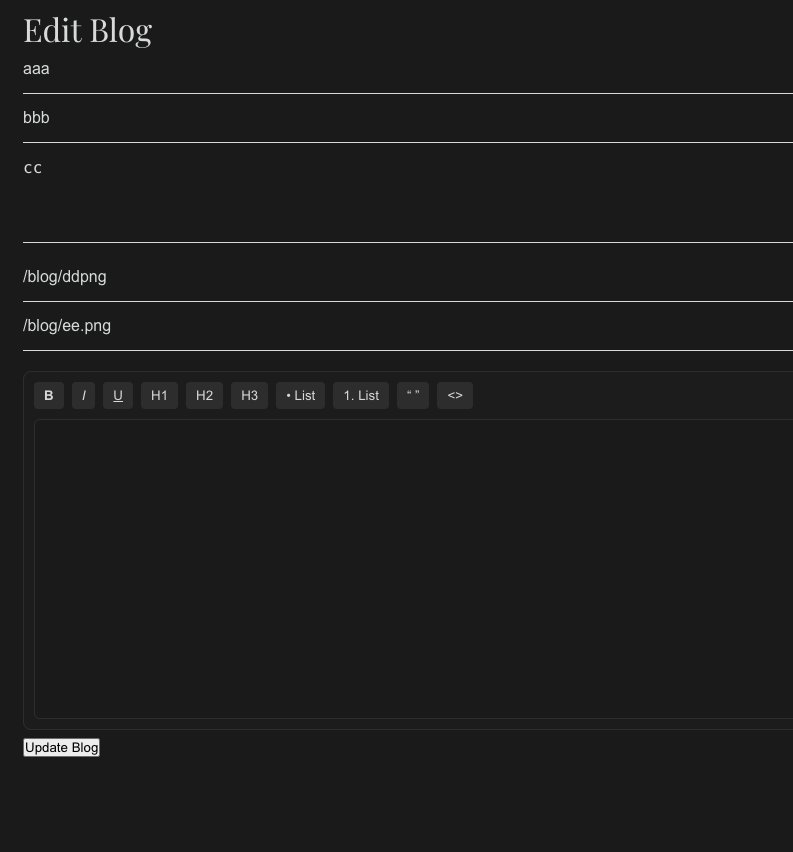 Edit Blog
aaa
bbb
cc
/blog/ddpng
/blog/ee.png
B I U H1 H2 H3 • List 1. List “ ” <>
Update Blog